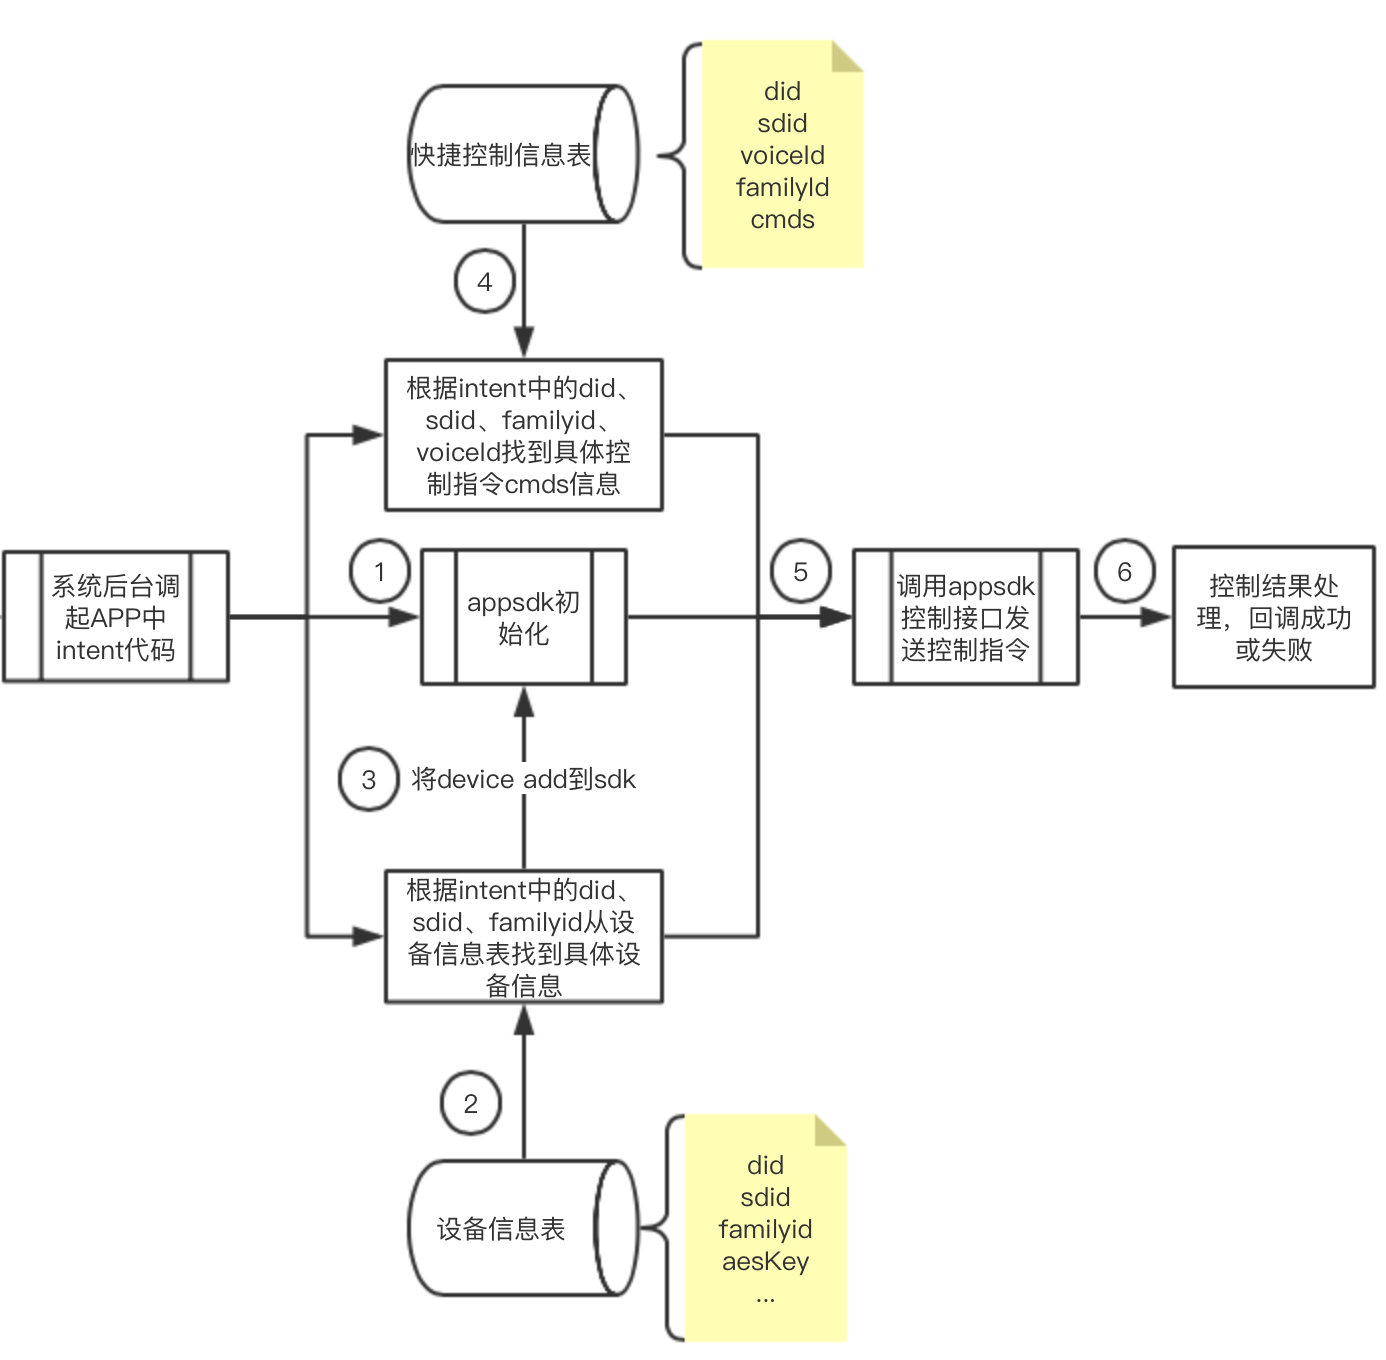 did
sdid
voiceId
familyId
cmds
快捷控制信息表
4
根据intent中的did、
sdid、familyid、
voiceId找到具体控
制指令cmds信息
系统后台调
起APP中
intent代码
1
appsdk初
始化
5
调用appsdk
控制接口发
送控制指令
6
控制结果处
理，回调成功
或失败
3
将device add到sdk
根据intent中的did、
sdid、familyid从设
备信息表找到具体设
备信息
2
设备信息表
did
sdid
familyid
aesKey
...